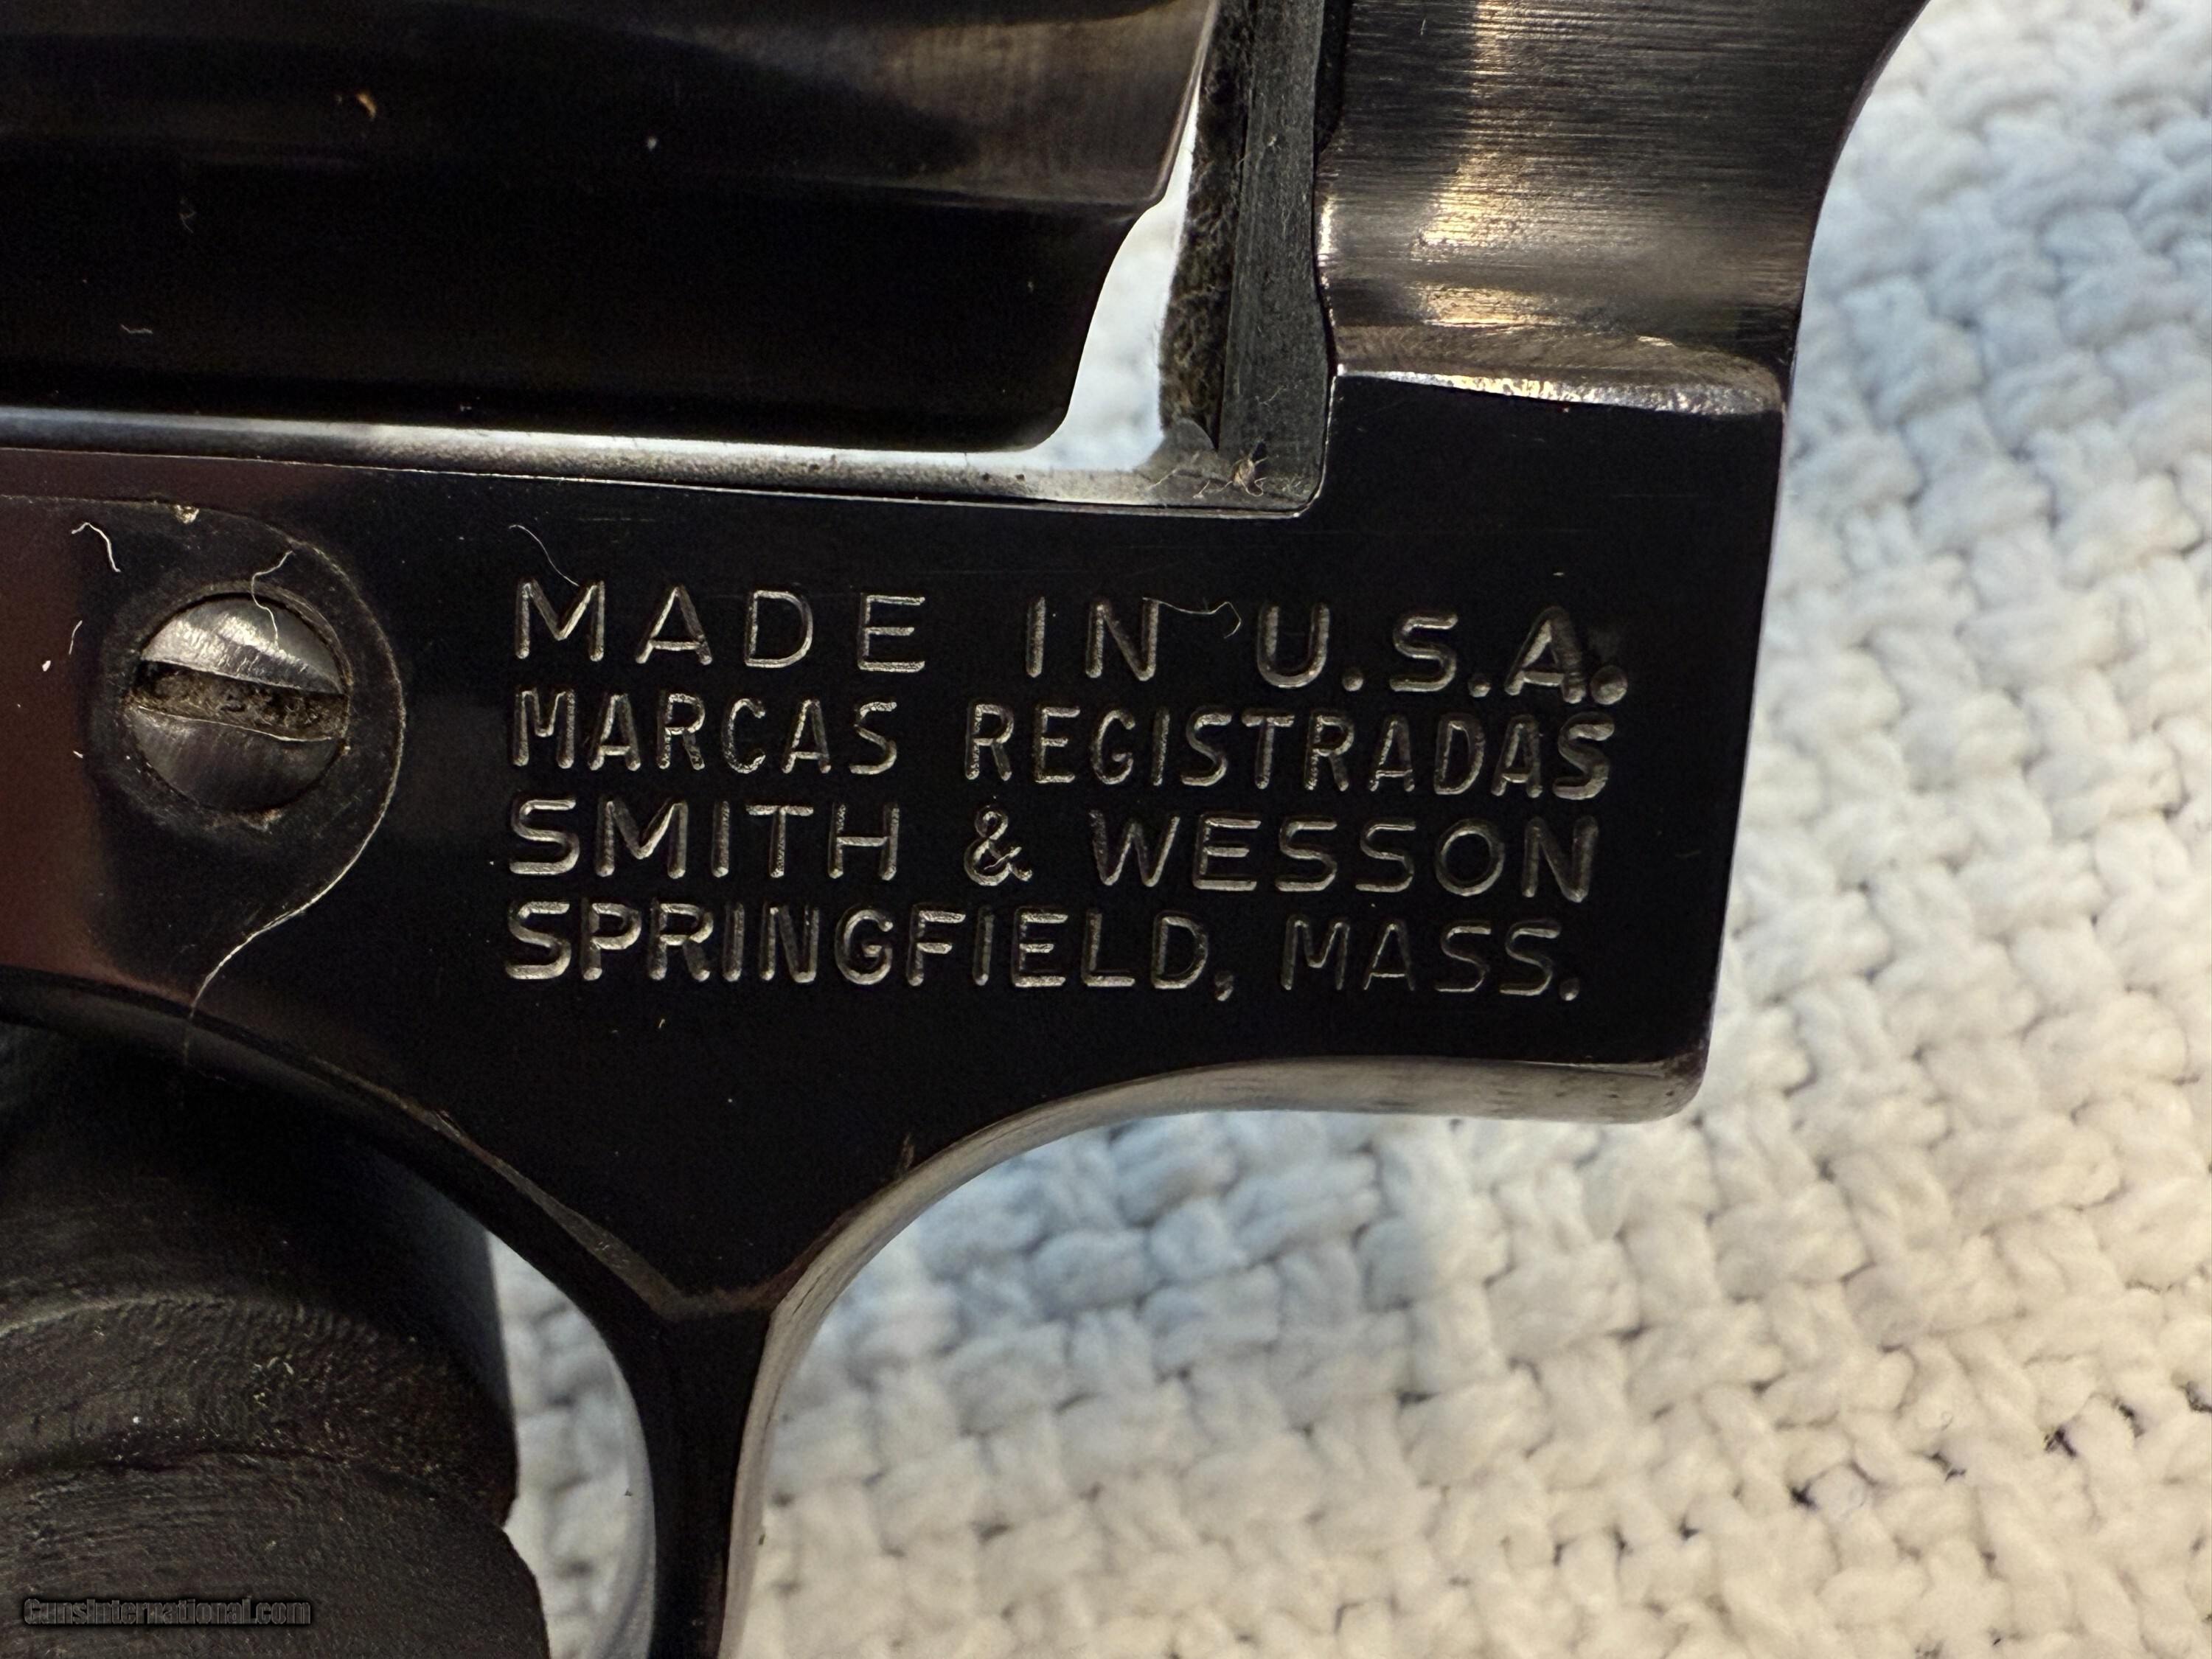 MADE IN U.S.A.
MARCAS REGISTRADAS
SMITH & WESSON
SPRINGFIELD, MASS.
GunsInternational.com